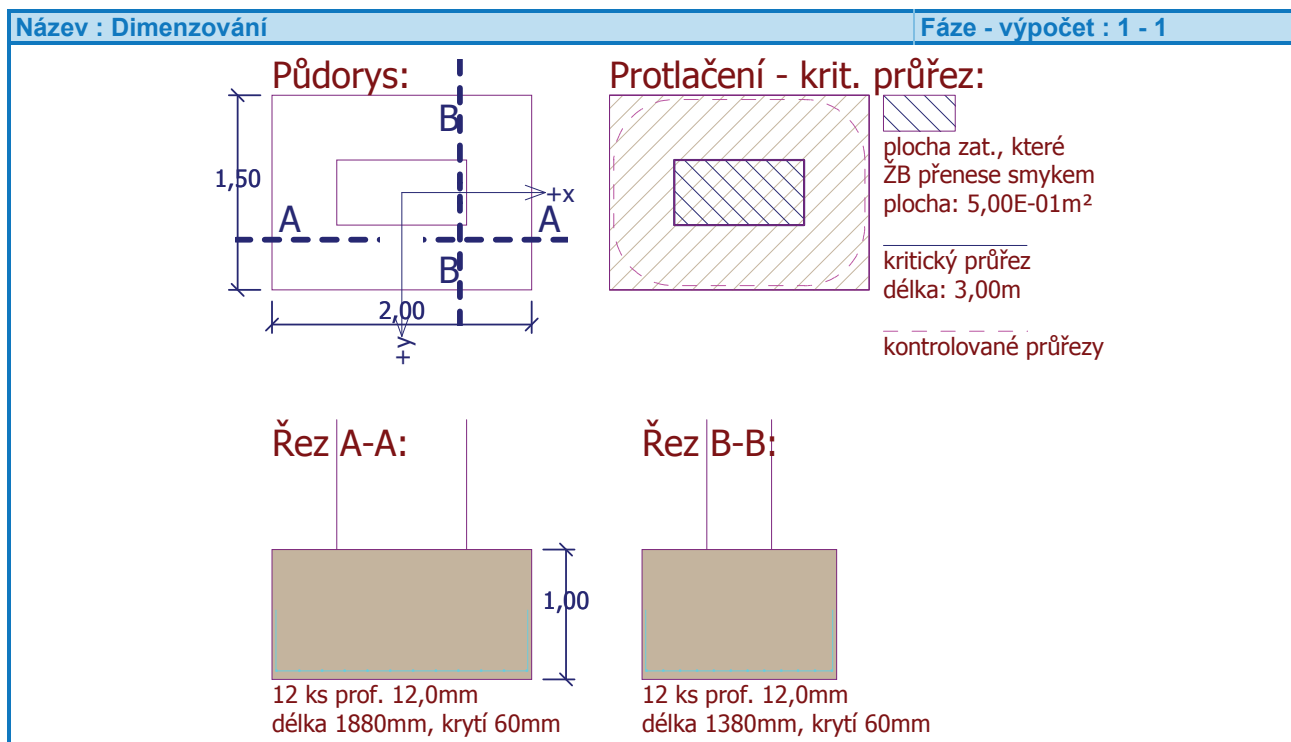 Název : Dimenzování
Fáze - výpočet : 1 - 1
Půdorys:
Protlačení - krit. průřez:
B
1,50
+x
A
A
B
2,00
+y
plocha zat., které
ŽB přenese smykem
plocha: 5,00E-01m²
kritický průřez
délka: 3,00m
kontrolované průřezy
Řez A-A:
Řez B-B:
1,00
12 ks prof. 12,0mm
délka 1880mm, krytí 60mm
12 ks prof. 12,0mm
délka 1380mm, krytí 60mm